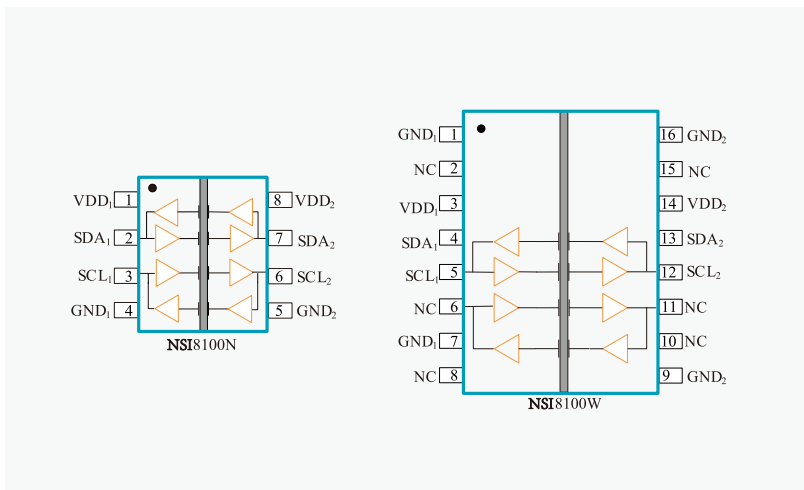 VDD₁ 1
8 VDD₂
SDA₁ 2
7 SDA₂
SCL₁ 3
6 SCL₂
GND₁ 4
5 GND₂
NSI8100N
GND₁ 1
16 GND₂
NC 2
15 NC
VDD₁ 3
14 VDD₂
SDA₁ 4
13 SDA₂
SCL₁ 5
12 SCL₂
NC 6
11 NC
GND₁ 7
10 NC
NC 8
9 GND₂
NSI8100W